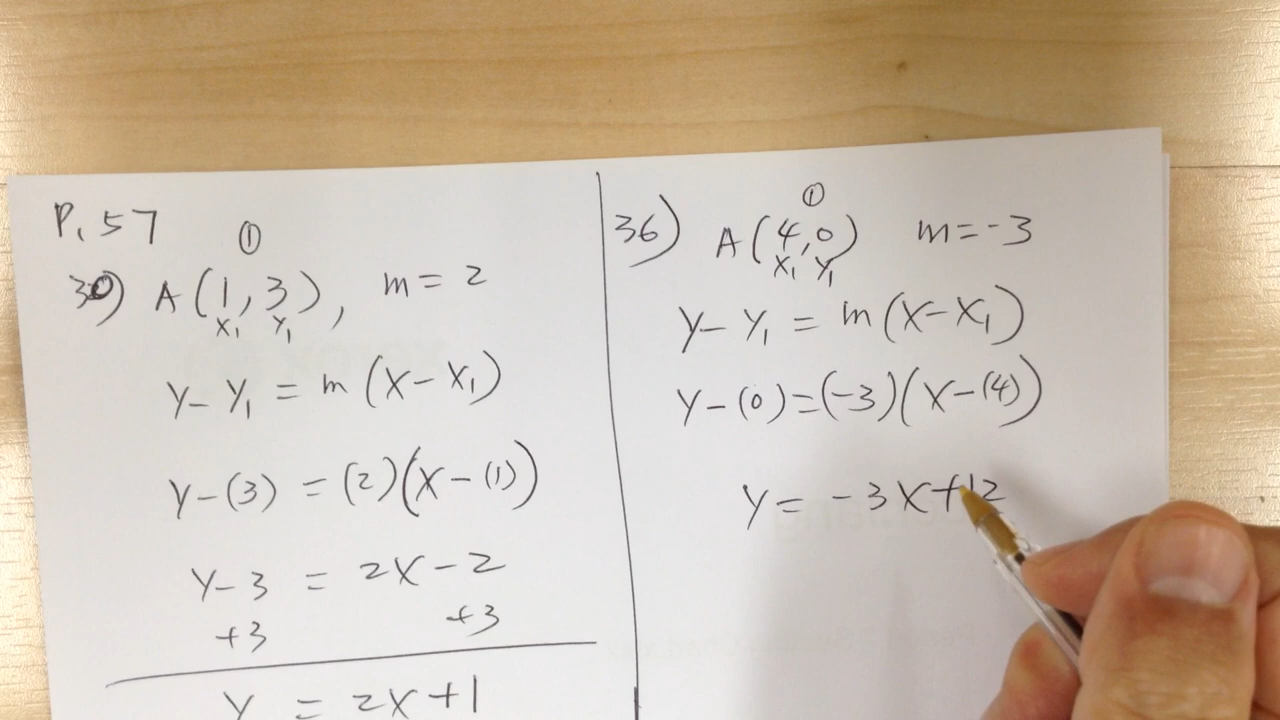 P. 57
①
30) A(1, 3), m = 2
X₁ Y₁
Y - Y₁ = m (X - X₁)
Y - (3) = (2)(X - (1))
Y - 3 = 2X - 2
+3 +3
Y = 2X + 1
①
36) A(4, 0) m = -3
X₁ Y₁
Y - Y₁ = m(X - X₁)
Y - (0) = (-3)(X - (4))
Y = -3X + 12